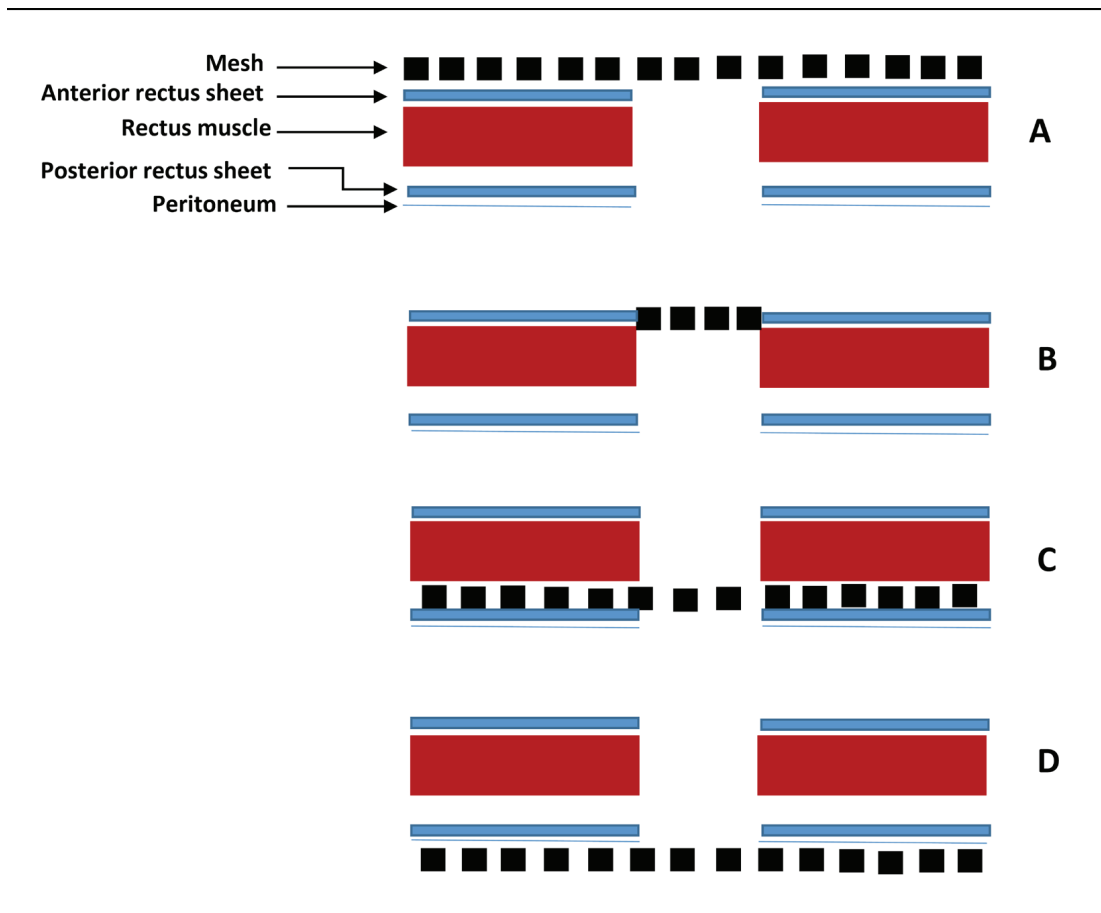 Mesh
Anterior rectus sheet
Rectus muscle
A
Posterior rectus sheet
Peritoneum
B
C
D